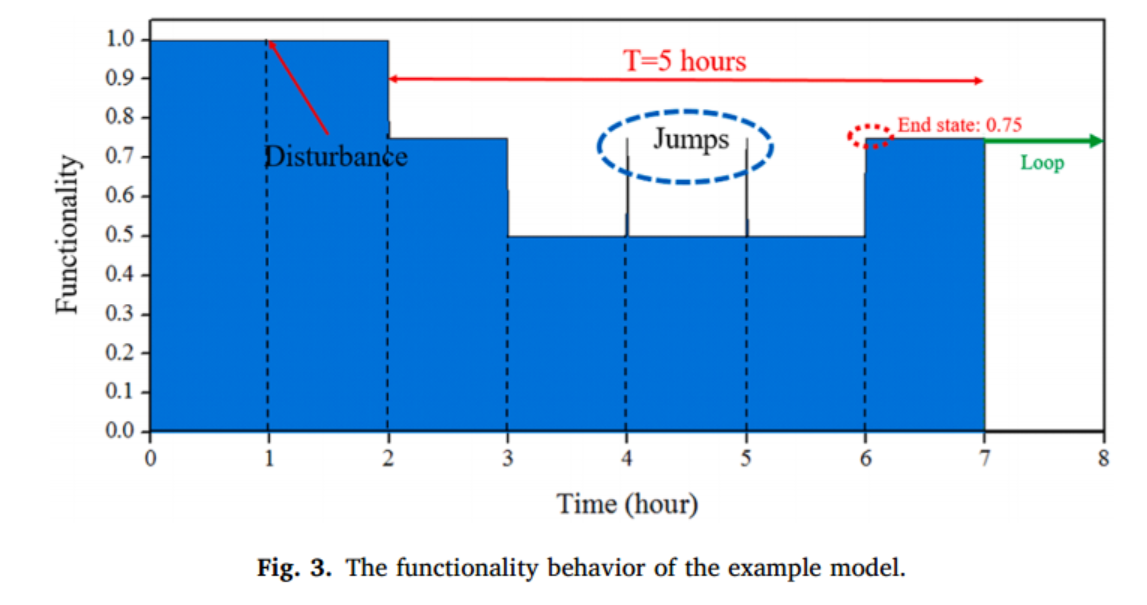 1.0
T=5 hours
0.9
0.8
End state: 0.75
Jumps
0.7
Disturbance
Loop
0.6
0.5
0.4
0.3
0.2
0.1
0.0
Functionality
0 1 2 3 4 5 6 7 8
Time (hour)
Fig. 3. The functionality behavior of the example model.